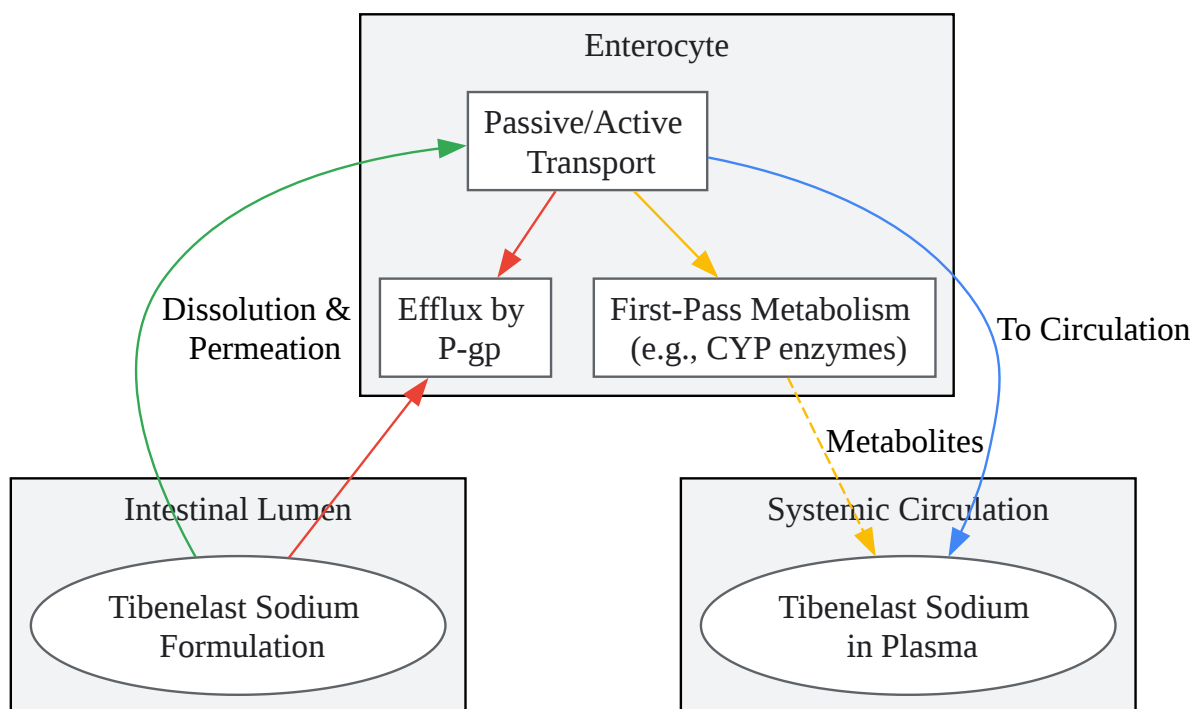 Enterocyte
Passive/Active
Transport
Efflux by
P-gp
First-Pass Metabolism
(e.g., CYP enzymes)
Dissolution &
Permeation
To Circulation
Metabolites
Intestinal Lumen
Tibenelast Sodium
Formulation
Systemic Circulation
Tibenelast Sodium
in Plasma